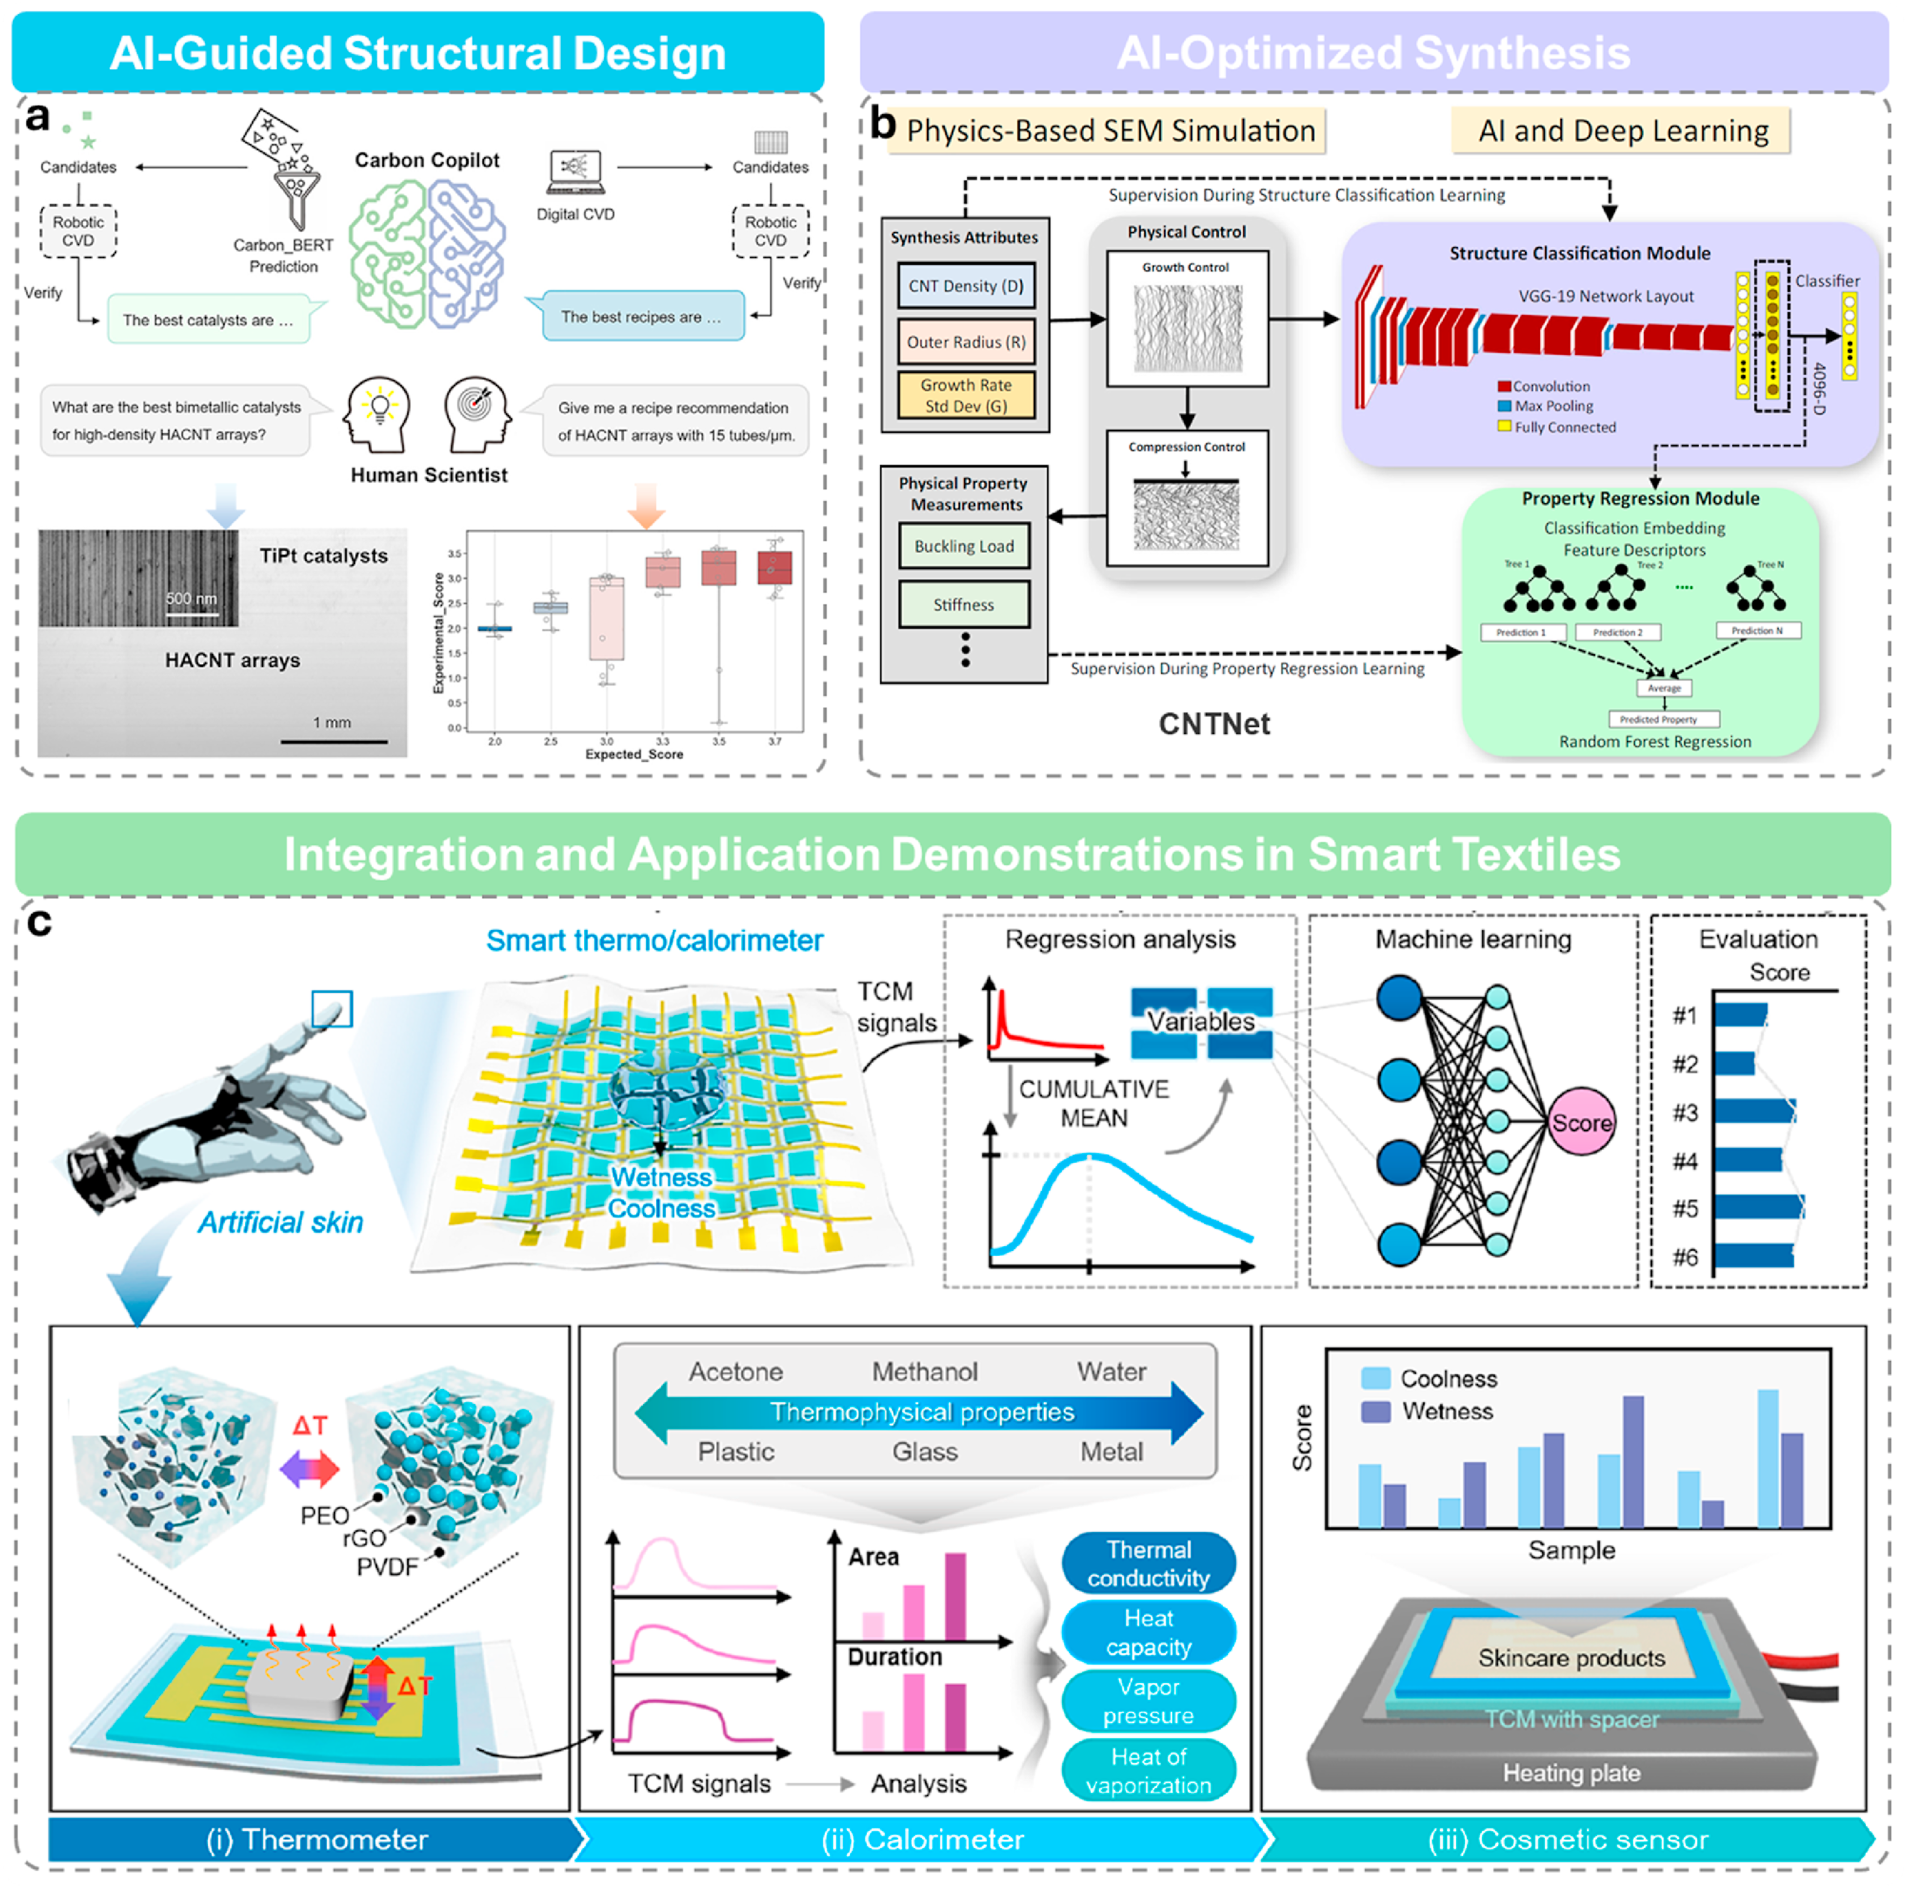 AI-Guided Structural Design
a
Candidates
Robotic
CVD
Verify
Carbon_BERT
Prediction
Carbon Copilot
Digital CVD
Candidates
Robotic
CVD
Verify
The best catalysts are ...
The best recipes are ...
What are the best bimetallic catalysts
for high-density HACNT arrays?
Give me a recipe recommendation
of HACNT arrays with 15 tubes/μm.
Human Scientist
TiPt catalysts
500 nm
HACNT arrays
1 mm
Experimental_Score
3.5
3.0
2.5
2.0
1.5
1.0
0.5
0.0
2.0 2.5 3.0 3.3 3.5 3.7
Expected_Score
AI-Optimized Synthesis
b
Physics-Based SEM Simulation
AI and Deep Learning
Supervision During Structure Classification Learning
Synthesis Attributes
CNT Density (D)
Outer Radius (R)
Growth Rate
Std Dev (G)
Physical Control
Growth Control
Compression Control
Structure Classification Module
VGG-19 Network Layout
Classifier
Convolution
Max Pooling
Fully Connected
4096-D
Physical Property
Measurements
Buckling Load
Stiffness
Supervision During Property Regression Learning
CNTNet
Property Regression Module
Classification Embedding
Feature Descriptors
Tree 1
Tree 2
Tree N
Prediction 1
Prediction 2
Prediction N
Average
Predicted Property
Random Forest Regression
Integration and Application Demonstrations in Smart Textiles
c
Artificial skin
Smart thermo/calorimeter
Wetness
Coolness
TCM
signals
Regression analysis
Variables
CUMULATIVE
MEAN
Machine learning
Score
Evaluation
Score
#1
#2
#3
#4
#5
#6
ΔT
PEO
rGO
PVDF
ΔT
(i) Thermometer
Acetone Methanol Water
Thermophysical properties
Plastic Glass Metal
Area
Duration
TCM signals
Analysis
Thermal
conductivity
Heat
capacity
Vapor
pressure
Heat of
vaporization
(ii) Calorimeter
Coolness
Wetness
Score
Sample
Skincare products
TCM with spacer
Heating plate
(iii) Cosmetic sensor